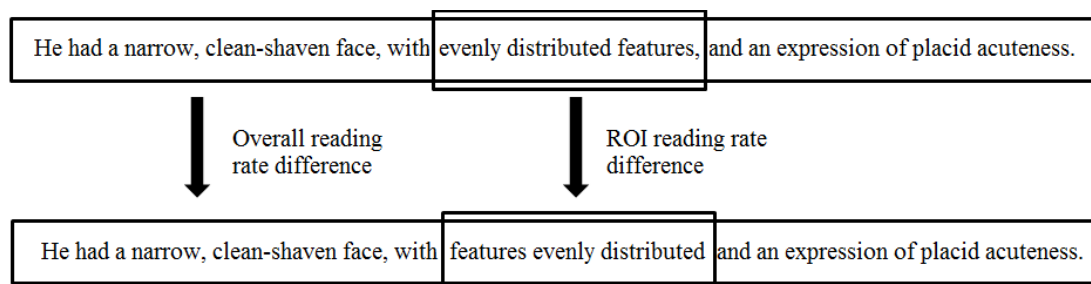 He had a narrow, clean-shaven face, with evenly distributed features, and an expression of placid acuteness.
Overall reading
rate difference
ROI reading rate
difference
He had a narrow, clean-shaven face, with features evenly distributed and an expression of placid acuteness.